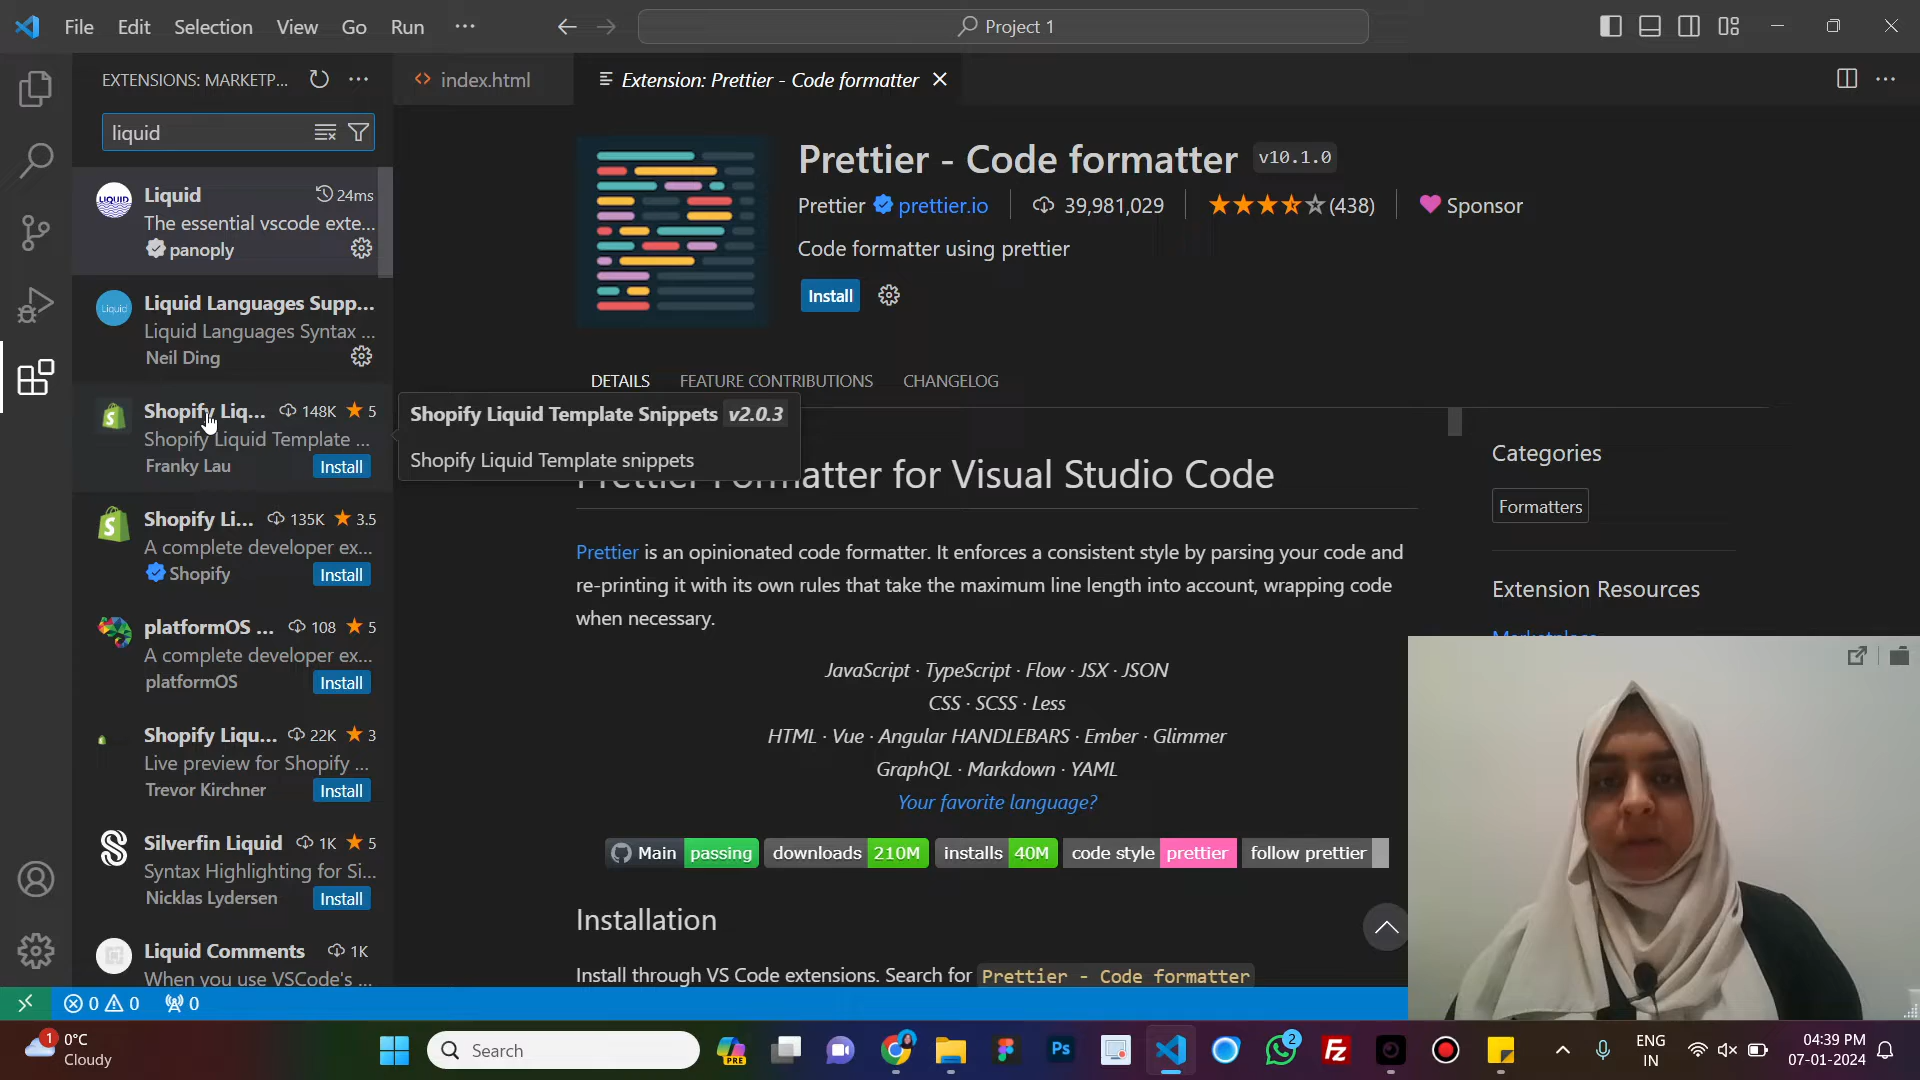 File Edit Selection View Go Run ···
Project 1
EXTENSIONS: MARKETP...
index.html
Extension: Prettier - Code formatter
liquid
LIQUID
Liquid 24ms
The essential vscode exte...
panoply
Liquid
Liquid Languages Supp...
Liquid Languages Syntax ...
Neil Ding
Shopify Liq... 148K ★ 5
Shopify Liquid Template ...
Franky Lau Install
Shopify Li... 135K ★ 3.5
A complete developer ex...
Shopify Install
platformOS ... 108 ★ 5
A complete developer ex...
platformOS Install
Shopify Liqu... 22K ★ 3
Live preview for Shopify ...
Trevor Kirchner Install
Silverfin Liquid 1K ★ 5
Syntax Highlighting for Si...
Nicklas Lydersen Install
Liquid Comments 1K
When you use VSCode's ...
Prettier - Code formatter v10.1.0
Prettier prettier.io 39,981,029 (438) Sponsor
Code formatter using prettier
Install
DETAILS FEATURE CONTRIBUTIONS CHANGELOG
Shopify Liquid Template Snippets v2.0.3
Shopify Liquid Template snippets
Prettier Formatter for Visual Studio Code
Prettier is an opinionated code formatter. It enforces a consistent style by parsing your code and
re-printing it with its own rules that take the maximum line length into account, wrapping code
when necessary.
JavaScript · TypeScript · Flow · JSX · JSON
CSS · SCSS · Less
HTML · Vue · Angular HANDLEBARS · Ember · Glimmer
GraphQL · Markdown · YAML
Your favorite language?
Main passing downloads 210M installs 40M code style prettier follow prettier
Installation
Install through VS Code extensions. Search for Prettier - Code formatter
Categories
Formatters
Extension Resources
Marketplace
0 0 0
1 0°C
Cloudy
Search
PRE
Ps
2
Fz
ENG
IN
04:39 PM
07-01-2024